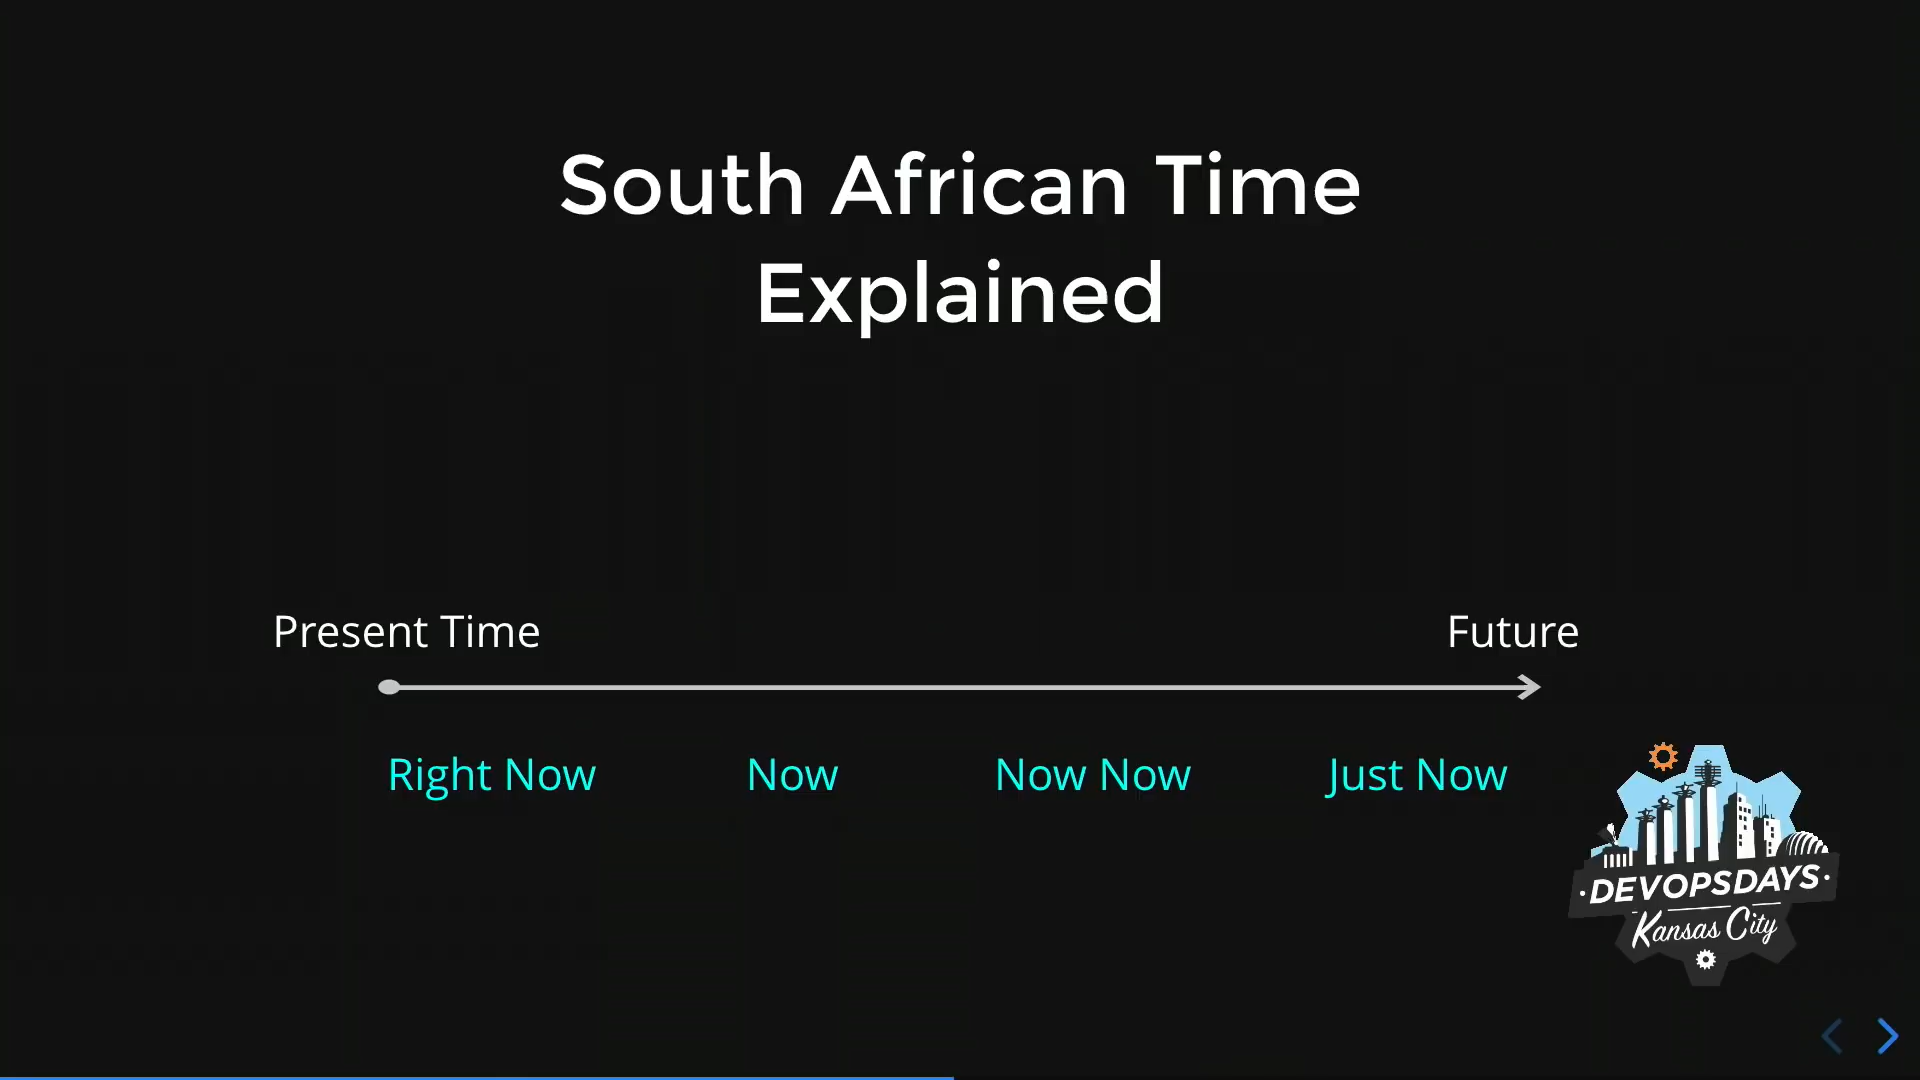 South African Time
Explained
Present Time
Future
Right Now
Now
Now Now
Just Now
·DEVOPSDAYS·
Kansas City